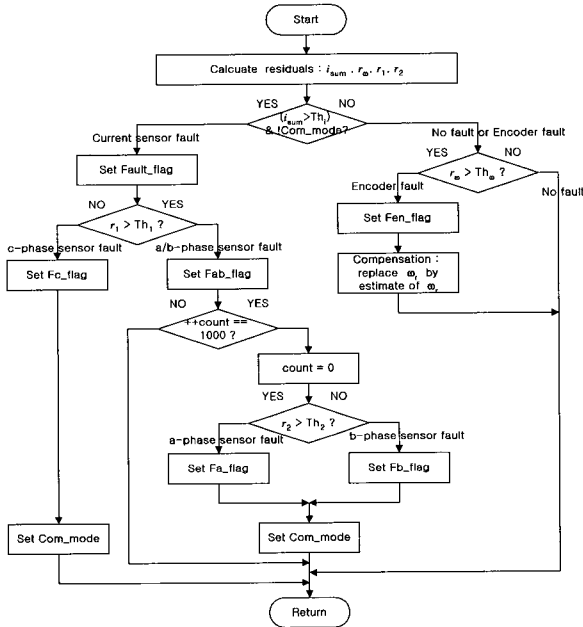 Start
Calcuate residuals : i_sum , r_ω, r_1, r_2
YES
NO
(i_sum>Th_i)
& !Com_mode?
Current sensor fault
No fault or Encoder fault
Set Fault_flag
YES
NO
r_ω > Th_ω ?
Encoder fault
No fault
NO
YES
r_1 > Th_1 ?
Set Fen_flag
c-phase sensor fault
a/b-phase sensor fault
Set Fc_flag
Set Fab_flag
Compensation :
replace ω_r by
estimate of ω_r
NO
YES
++count ==
1000 ?
count = 0
YES
NO
r_2 > Th_2 ?
a-phase sensor fault
b-phase sensor fault
Set Fa_flag
Set Fb_flag
Set Com_mode
Set Com_mode
Return